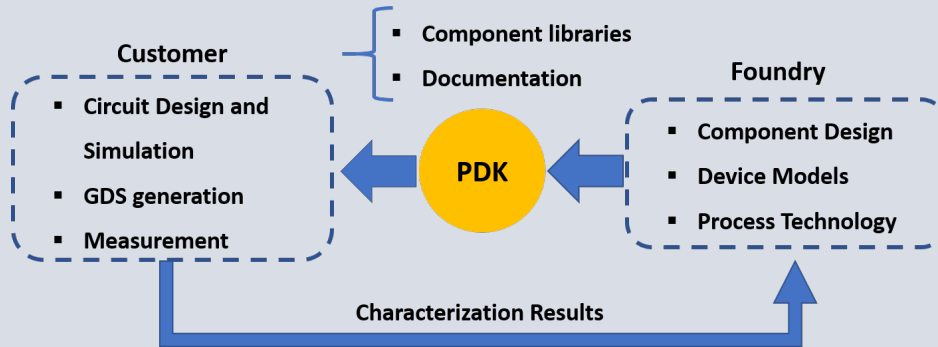 Component libraries
Documentation
Customer
Circuit Design and
Simulation
GDS generation
Measurement
PDK
Foundry
Component Design
Device Models
Process Technology
Characterization Results